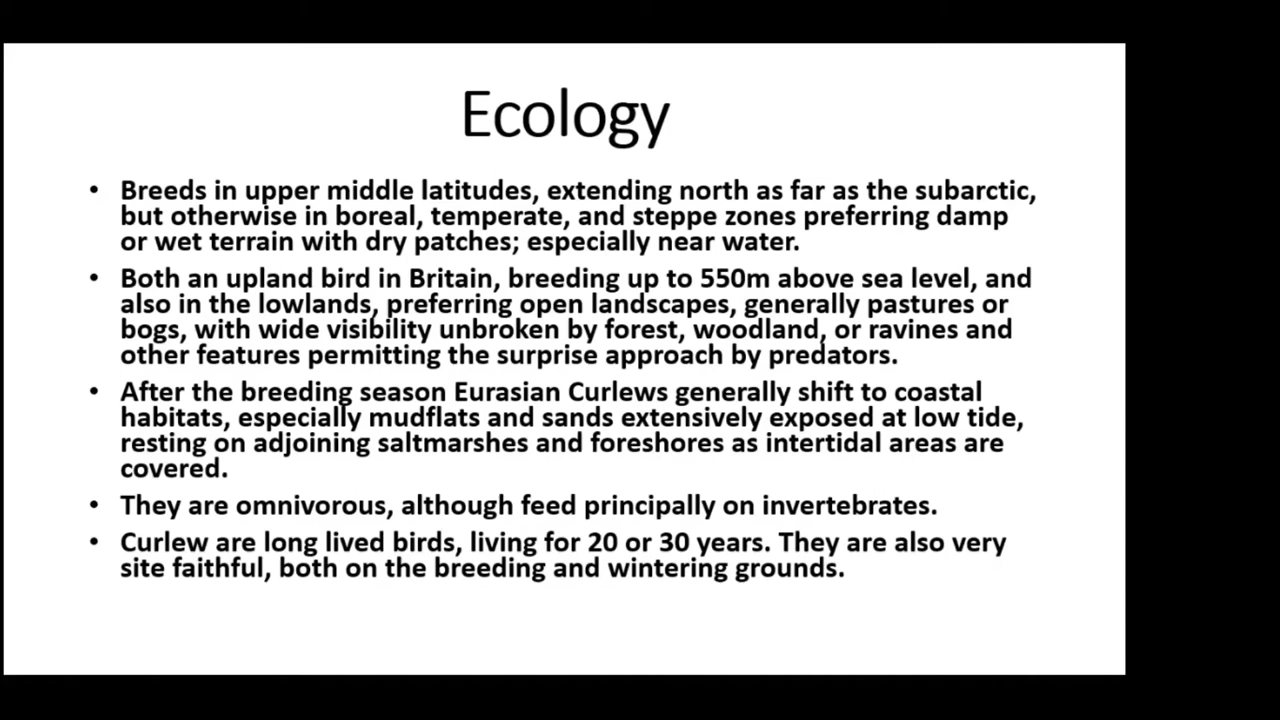 Ecology
• Breeds in upper middle latitudes, extending north as far as the subarctic,
but otherwise in boreal, temperate, and steppe zones preferring damp
or wet terrain with dry patches; especially near water.
• Both an upland bird in Britain, breeding up to 550m above sea level, and
also in the lowlands, preferring open landscapes, generally pastures or
bogs, with wide visibility unbroken by forest, woodland, or ravines and
other features permitting the surprise approach by predators.
• After the breeding season Eurasian Curlews generally shift to coastal
habitats, especially mudflats and sands extensively exposed at low tide,
resting on adjoining saltmarshes and foreshores as intertidal areas are
covered.
• They are omnivorous, although feed principally on invertebrates.
• Curlew are long lived birds, living for 20 or 30 years. They are also very
site faithful, both on the breeding and wintering grounds.